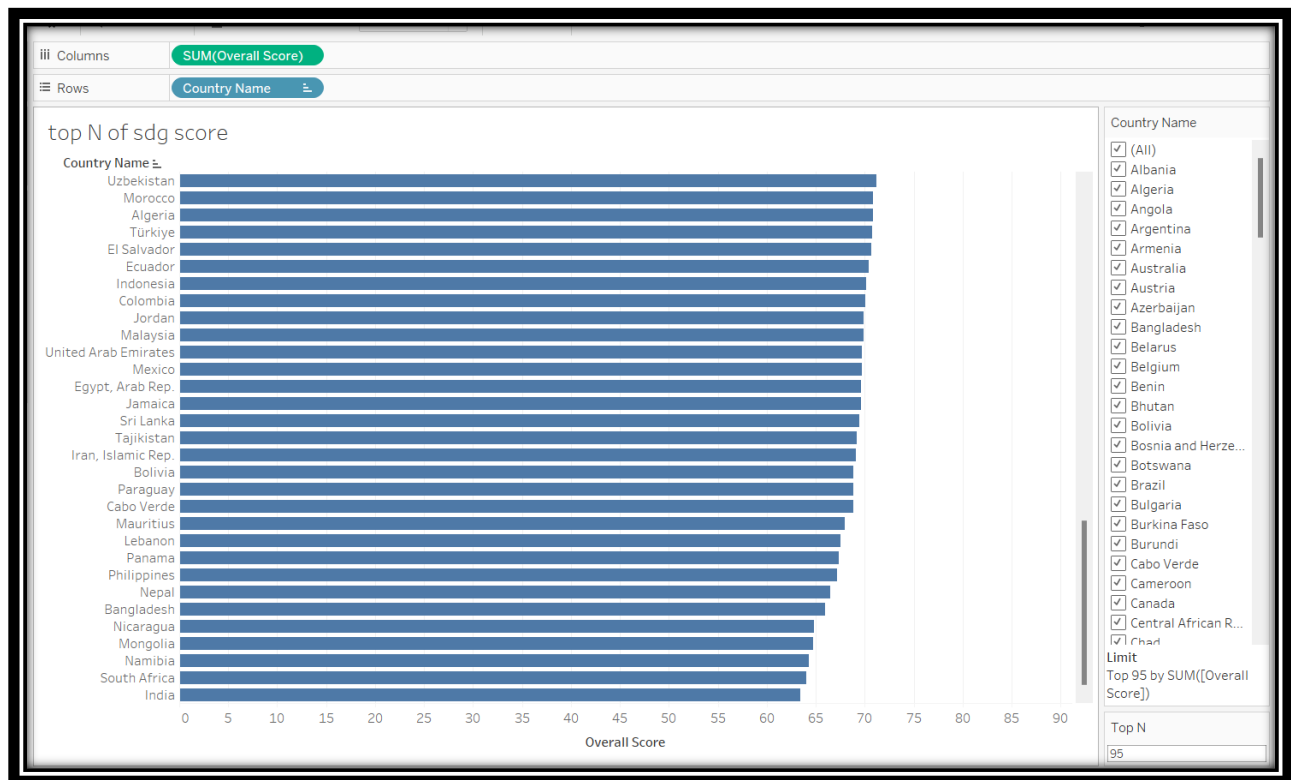 Columns
SUM(Overall Score)
Rows
Country Name
top N of sdg score
Country Name
Uzbekistan
Morocco
Algeria
Türkiye
El Salvador
Ecuador
Indonesia
Colombia
Jordan
Malaysia
United Arab Emirates
Mexico
Egypt, Arab Rep.
Jamaica
Sri Lanka
Tajikistan
Iran, Islamic Rep.
Bolivia
Paraguay
Cabo Verde
Mauritius
Lebanon
Panama
Philippines
Nepal
Bangladesh
Nicaragua
Mongolia
Namibia
South Africa
India
0 5 10 15 20 25 30 35 40 45 50 55 60 65 70 75 80 85 90
Overall Score
Country Name
(All)
Albania
Algeria
Angola
Argentina
Armenia
Australia
Austria
Azerbaijan
Bangladesh
Belarus
Belgium
Benin
Bhutan
Bolivia
Bosnia and Herze...
Botswana
Brazil
Bulgaria
Burkina Faso
Burundi
Cabo Verde
Cameroon
Canada
Central African R...
Chad
Limit
Top 95 by SUM([Overall
Score])
Top N
95